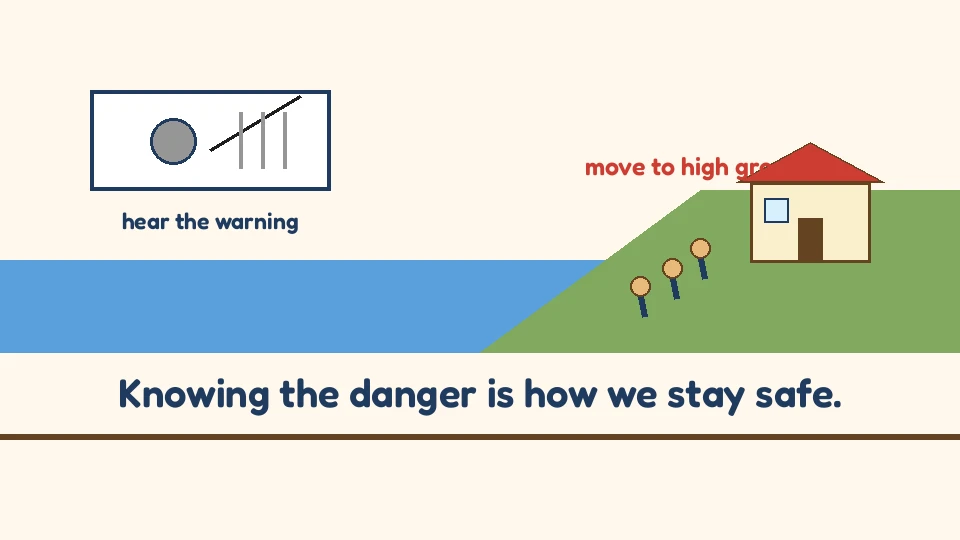 move to high
hear the warning
Knowing the danger is how we stay safe.